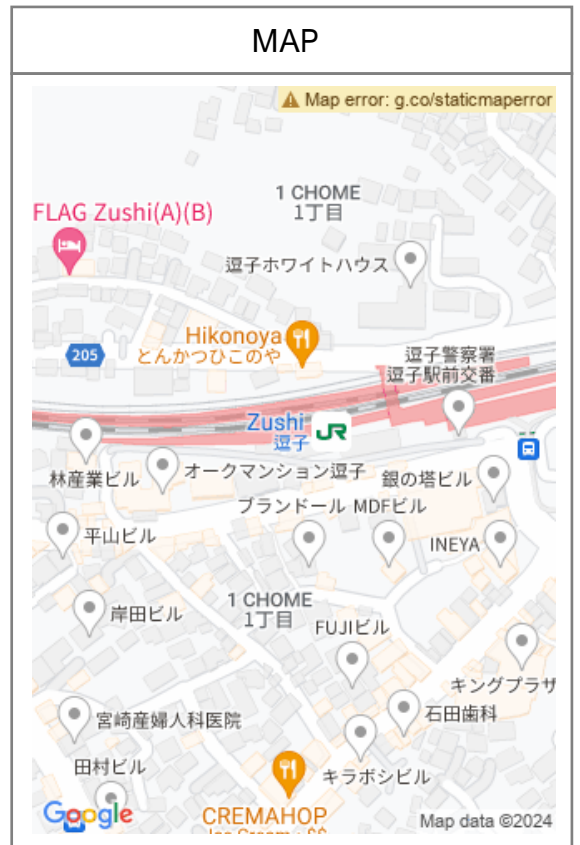 MAP
Map error: g.co/staticmaperror
1 CHOME
1丁目
FLAG Zushi(A)(B)
逗子ホワイトハウス
Hikonoya
とんかつひこのや
205
逗子警察署
逗子駅前交番
Zushi
逗子
JR
林産業ビル
オークマンション逗子
銀の塔ビル
ブランドール
MDFビル
平山ビル
INEYA
1 CHOME
1丁目
岸田ビル
FUJIビル
キングプラザ
宮崎産婦人科医院
石田歯科
田村ビル
キラボシビル
Google
CREMAHOP
Ice Cream · $$
Map data ©2024